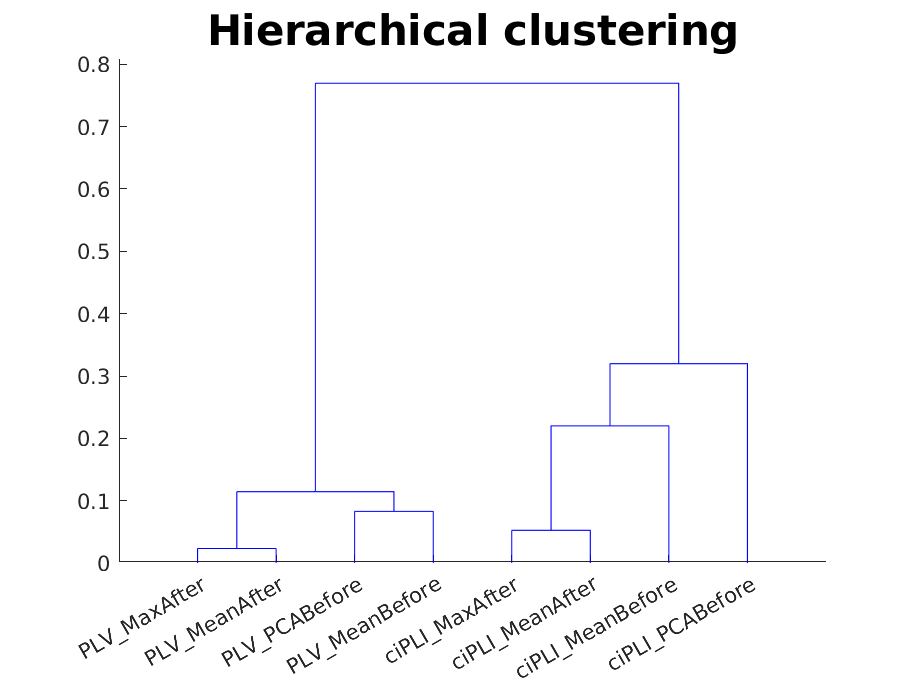 Hierarchical clustering
0.8
0.7
0.6
0.5
0.4
0.3
0.2
0.1
0
PLV_MaxAfter
PLV_MeanAfter
PLV_PCABefore
PLV_MeanBefore
ciPLI_MaxAfter
ciPLI_MeanAfter
ciPLI_MeanBefore
ciPLI_PCABefore